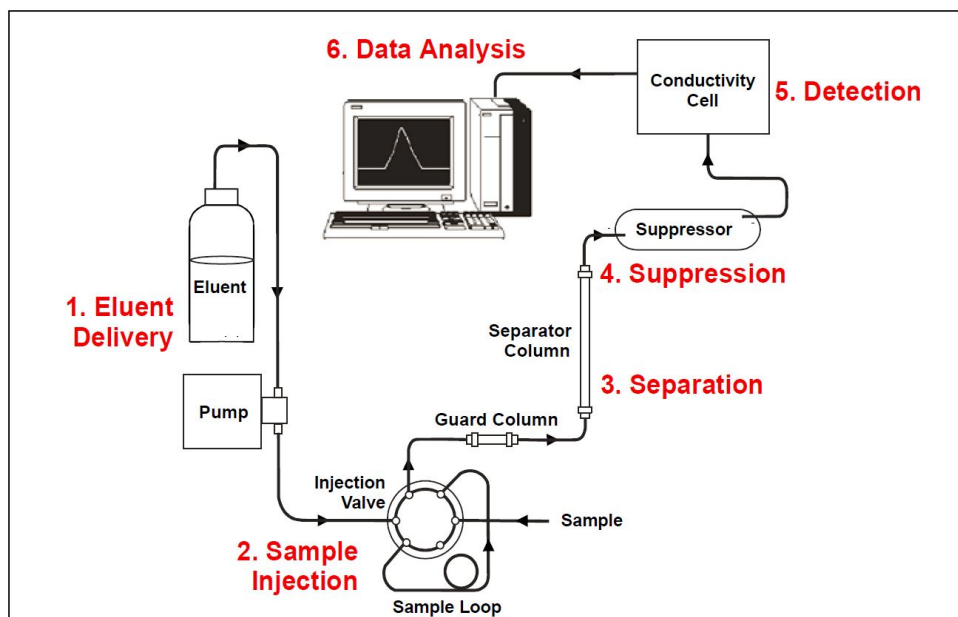 6. Data Analysis
Conductivity
Cell
5. Detection
Eluent
1. Eluent
Delivery
Suppressor
4. Suppression
Separator
Column
3. Separation
Pump
Guard Column
Injection
Valve
Sample
2. Sample
Injection
Sample Loop